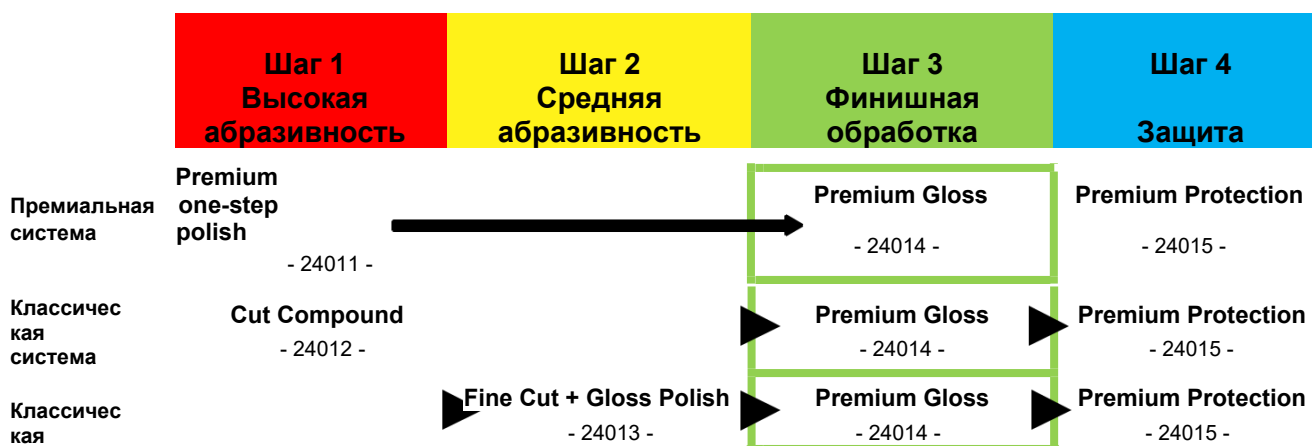 Шаг 1
Высокая
абразивность
Шаг 2
Средняя
абразивность
Шаг 3
Финишная
обработка
Шаг 4
Защита
Премиальная
система
Premium
one-step
polish
- 24011 -
Premium Gloss
- 24014 -
Premium Protection
- 24015 -
Классичес
кая
система
Cut Compound
- 24012 -
Premium Gloss
- 24014 -
Premium Protection
- 24015 -
Классичес
кая
Fine Cut + Gloss Polish
- 24013 -
Premium Gloss
- 24014 -
Premium Protection
- 24015 -